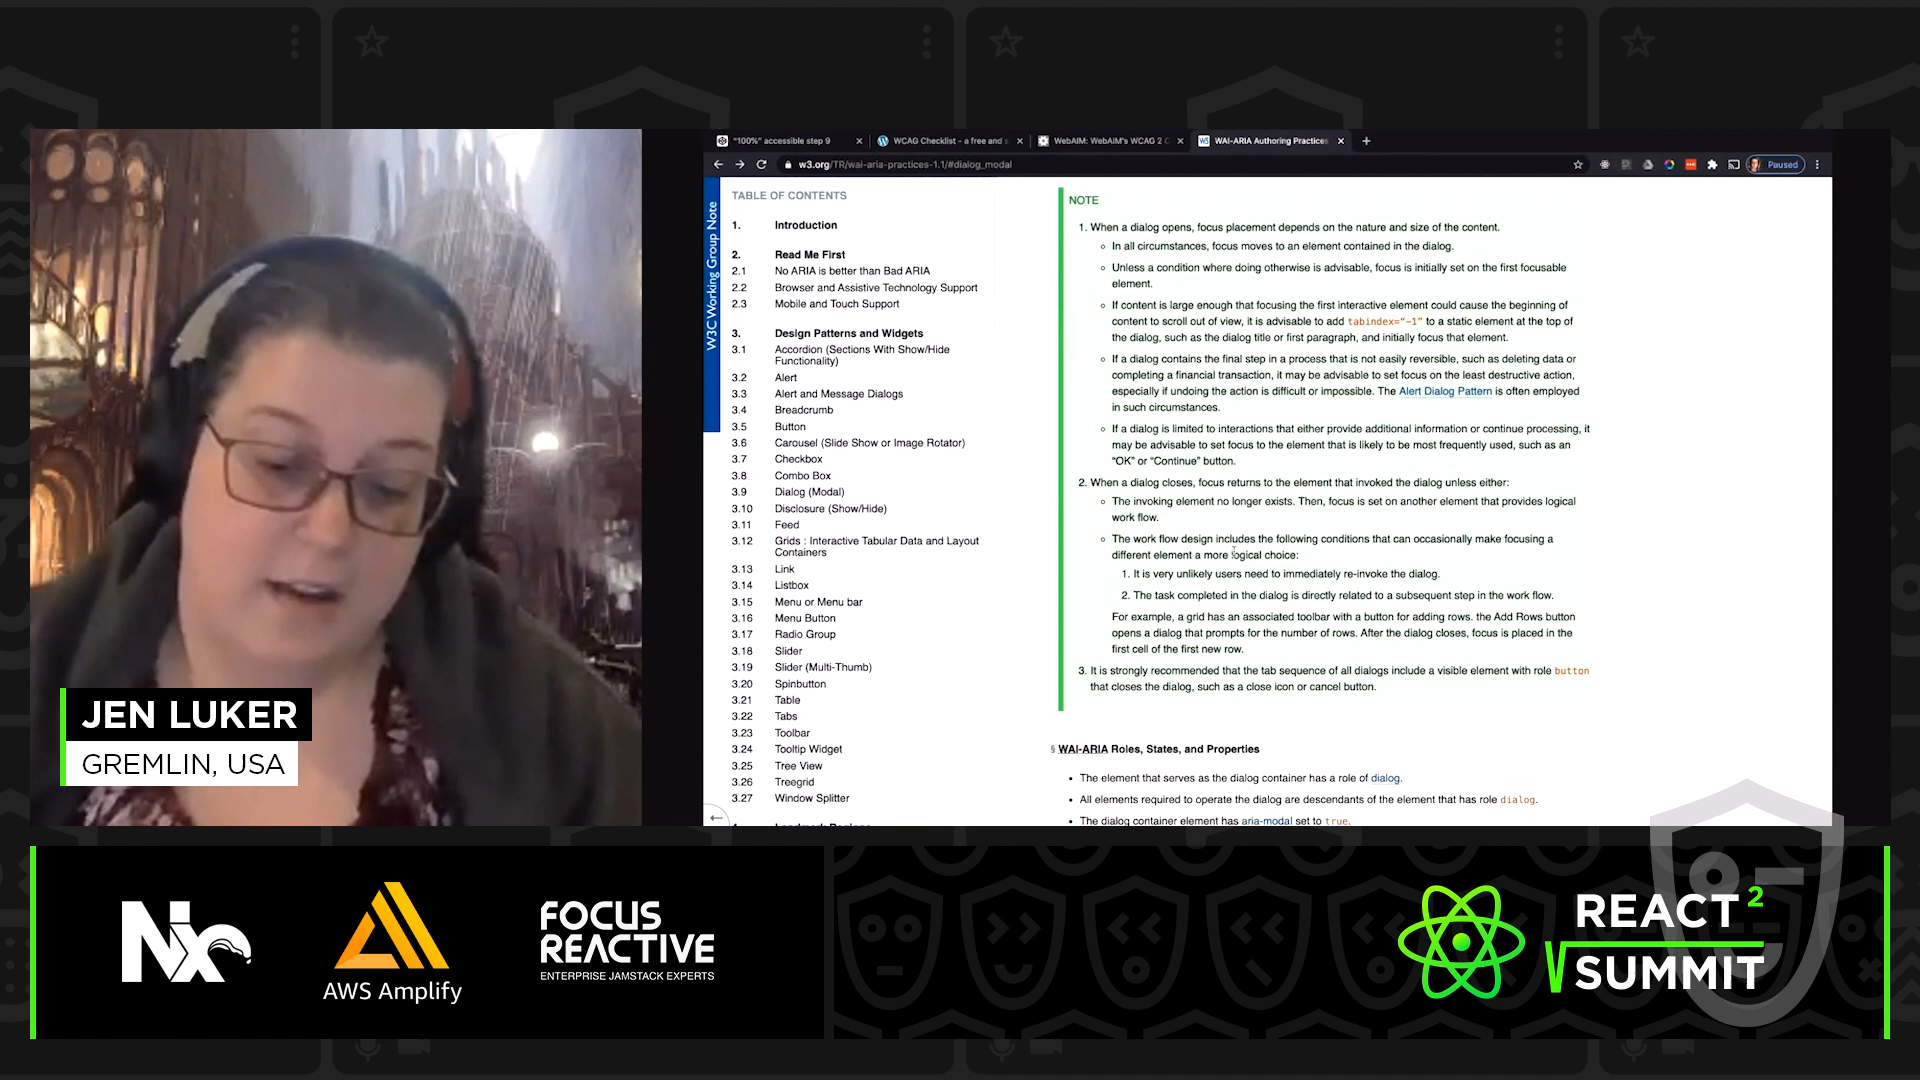 "100%" accessible step 9
WCAG Checklist - a free and s
WebAIM: WebAIM's WCAG 2 C
WAI-ARIA Authoring Practices
w3.org/TR/wai-aria-practices-1.1/#dialog_modal
Paused
W3C Working Group Note
TABLE OF CONTENTS
1. Introduction
2. Read Me First
2.1 No ARIA is better than Bad ARIA
2.2 Browser and Assistive Technology Support
2.3 Mobile and Touch Support
3. Design Patterns and Widgets
3.1 Accordion (Sections With Show/Hide
Functionality)
3.2 Alert
3.3 Alert and Message Dialogs
3.4 Breadcrumb
3.5 Button
3.6 Carousel (Slide Show or Image Rotator)
3.7 Checkbox
3.8 Combo Box
3.9 Dialog (Modal)
3.10 Disclosure (Show/Hide)
3.11 Feed
3.12 Grids : Interactive Tabular Data and Layout
Containers
3.13 Link
3.14 Listbox
3.15 Menu or Menu bar
3.16 Menu Button
3.17 Radio Group
3.18 Slider
3.19 Slider (Multi-Thumb)
3.20 Spinbutton
3.21 Table
3.22 Tabs
3.23 Toolbar
3.24 Tooltip Widget
3.25 Tree View
3.26 Treegrid
3.27 Window Splitter
NOTE
1. When a dialog opens, focus placement depends on the nature and size of the content.
In all circumstances, focus moves to an element contained in the dialog.
Unless a condition where doing otherwise is advisable, focus is initially set on the first focusable
element.
If content is large enough that focusing the first interactive element could cause the beginning of
content to scroll out of view, it is advisable to add tabindex="-1" to a static element at the top of
the dialog, such as the dialog title or first paragraph, and initially focus that element.
If a dialog contains the final step in a process that is not easily reversible, such as deleting data or
completing a financial transaction, it may be advisable to set focus on the least destructive action,
especially if undoing the action is difficult or impossible. The Alert Dialog Pattern is often employed
in such circumstances.
If a dialog is limited to interactions that either provide additional information or continue processing, it
may be advisable to set focus to the element that is likely to be most frequently used, such as an
“OK” or “Continue” button.
2. When a dialog closes, focus returns to the element that invoked the dialog unless either:
The invoking element no longer exists. Then, focus is set on another element that provides logical
work flow.
The work flow design includes the following conditions that can occasionally make focusing a
different element a more logical choice:
1. It is very unlikely users need to immediately re-invoke the dialog.
2. The task completed in the dialog is directly related to a subsequent step in the work flow.
For example, a grid has an associated toolbar with a button for adding rows. the Add Rows button
opens a dialog that prompts for the number of rows. After the dialog closes, focus is placed in the
first cell of the first new row.
3. It is strongly recommended that the tab sequence of all dialogs include a visible element with role button
that closes the dialog, such as a close icon or cancel button.
§ WAI-ARIA Roles, States, and Properties
The element that serves as the dialog container has a role of dialog.
All elements required to operate the dialog are descendants of the element that has role dialog.
The dialog container element has aria-modal set to true.
JEN LUKER
GREMLIN, USA
Nx
AWS Amplify
FOCUS
REACTIVE
ENTERPRISE JAMSTACK EXPERTS
REACT 2
SUMMIT